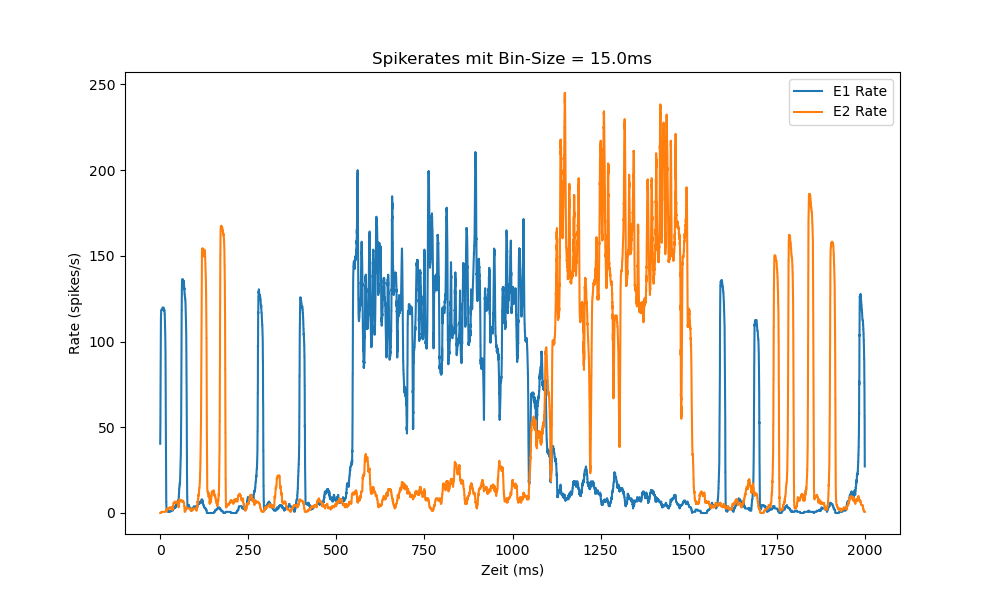 Spikerates mit Bin-Size = 15.0ms
E1 Rate
E2 Rate
Rate (spikes/s)
250
200
150
100
50
0
0 250 500 750 1000 1250 1500 1750 2000
Zeit (ms)